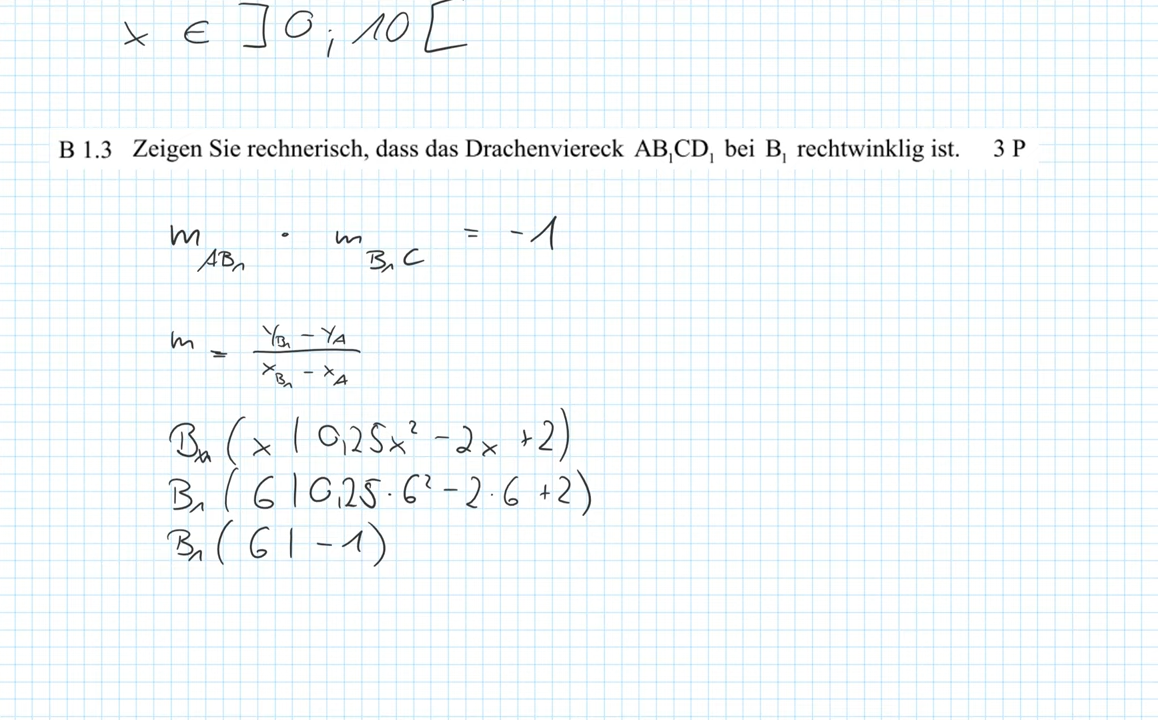 x ∈ ]0;10[
B 1.3 Zeigen Sie rechnerisch, dass das Drachenviereck AB₁CD₁ bei B₁ rechtwinklig ist. 3 P
m_AB₁ · m_B₁C = -1
m = (y_B₁ - y_A) / (x_B₁ - x_A)
Bₙ (x | 0,25x² - 2x + 2)
B₁ (6 | 0,25 · 6² - 2 · 6 + 2)
B₁ (6 | -1)